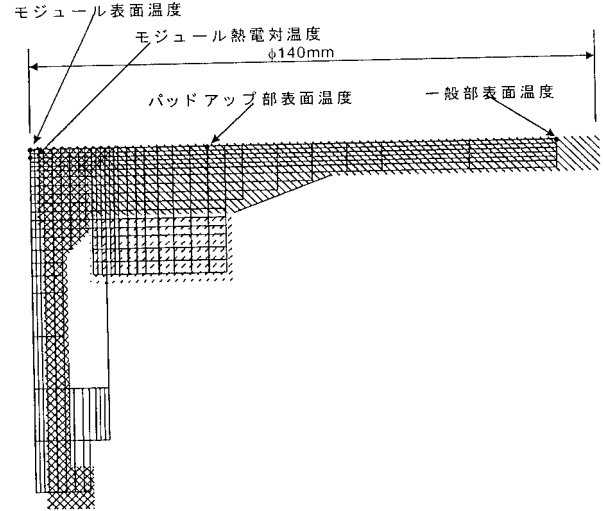 モジュール表面温度
モジュール熱電対温度
φ140mm
パッドアップ部表面温度
一般部表面温度